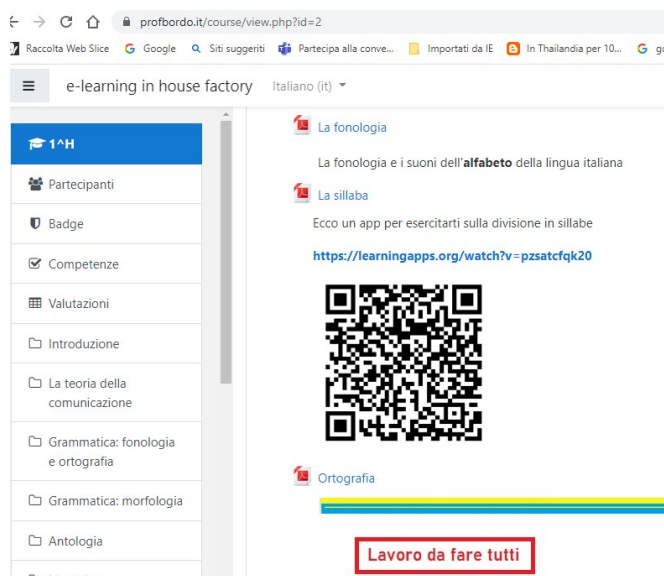 profbordo.it/course/view.php?id=2
Raccolta Web Slice Google Siti suggeriti Partecipa alla conve... Importati da IE In Thailandia per 10... go
e-learning in house factory Italiano (it)
1^H
Partecipanti
Badge
Competenze
Valutazioni
Introduzione
La teoria della
comunicazione
Grammatica: fonologia
e ortografia
Grammatica: morfologia
Antologia
La fonologia
La fonologia e i suoni dell'alfabeto della lingua italiana
La sillaba
Ecco un app per esercitarti sulla divisione in sillabe
https://learningapps.org/watch?v=pzsatcfqk20
Ortografia
Lavoro da fare tutti